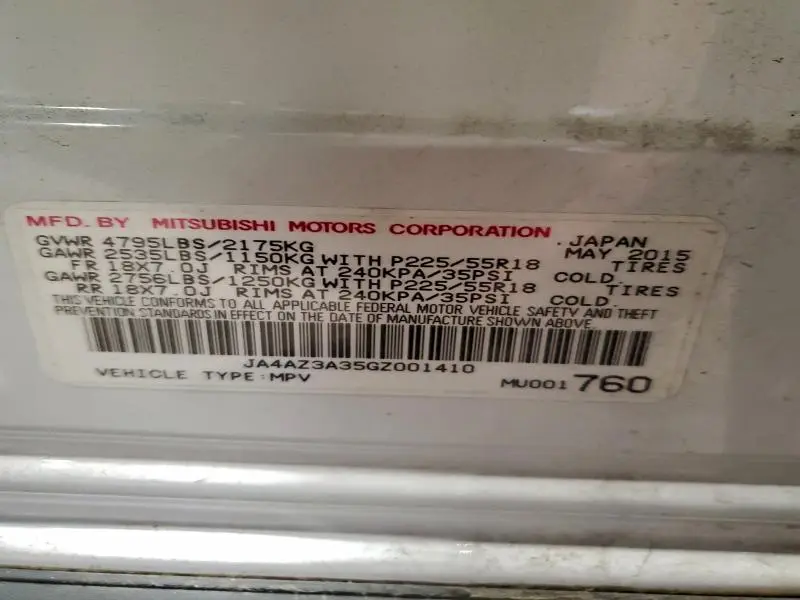 MFD. BY MITSUBISHI MOTORS CORPORATION . JAPAN
GVWR 4795LBS/2175KG MAY 2015
GAWR 2535LBS/1150KG WITH P225/55R18 TIRES
FR 18X7.0J RIMS AT 240KPA/35PSI COLD.
GAWR 2756LBS/1250KG WITH P225/55R18 TIRES
RR 18X7.0J RIMS AT 240KPA/35PSI COLD.
THIS VEHICLE CONFORMS TO ALL APPLICABLE FEDERAL MOTOR VEHICLE SAFETY AND THEFT
PREVENTION STANDARDS IN EFFECT ON THE DATE OF MANUFACTURE SHOWN ABOVE.
JA4AZ3A35GZ001410
VEHICLE TYPE:MPV MU001760